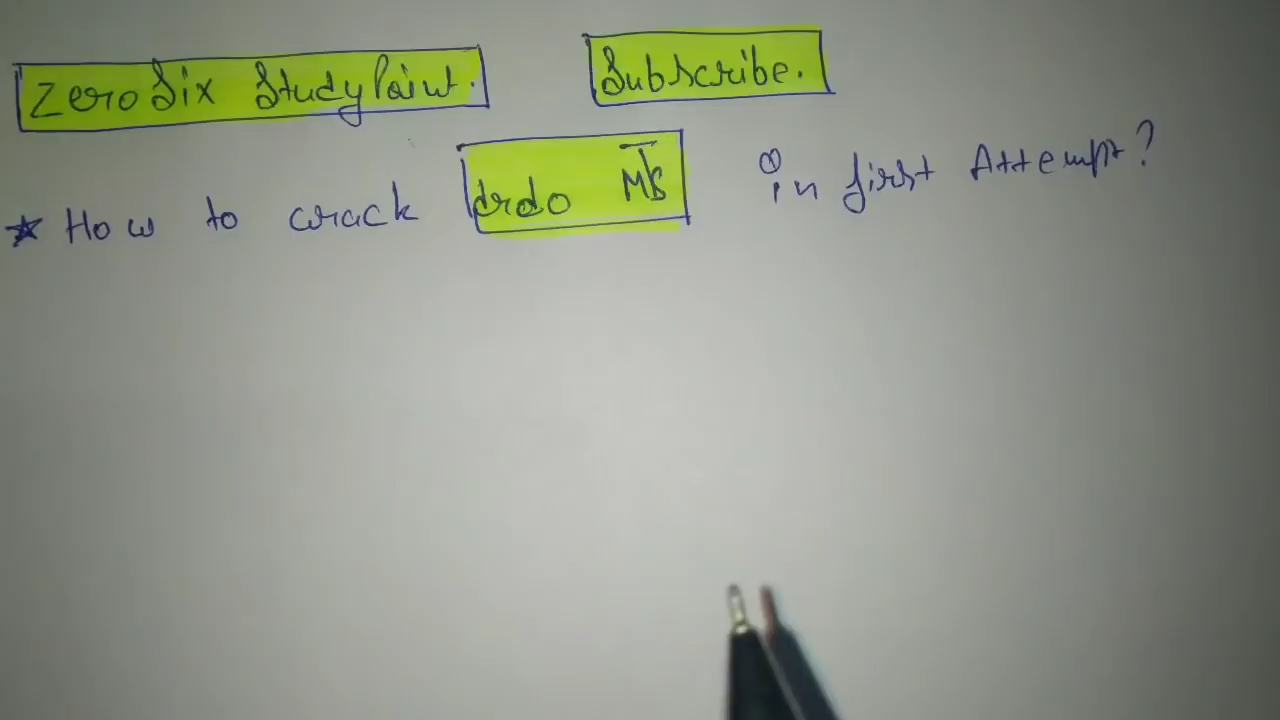 Zero Six Study Point. Subscribe.
★ How to crack drdo MTS in first Attempt?